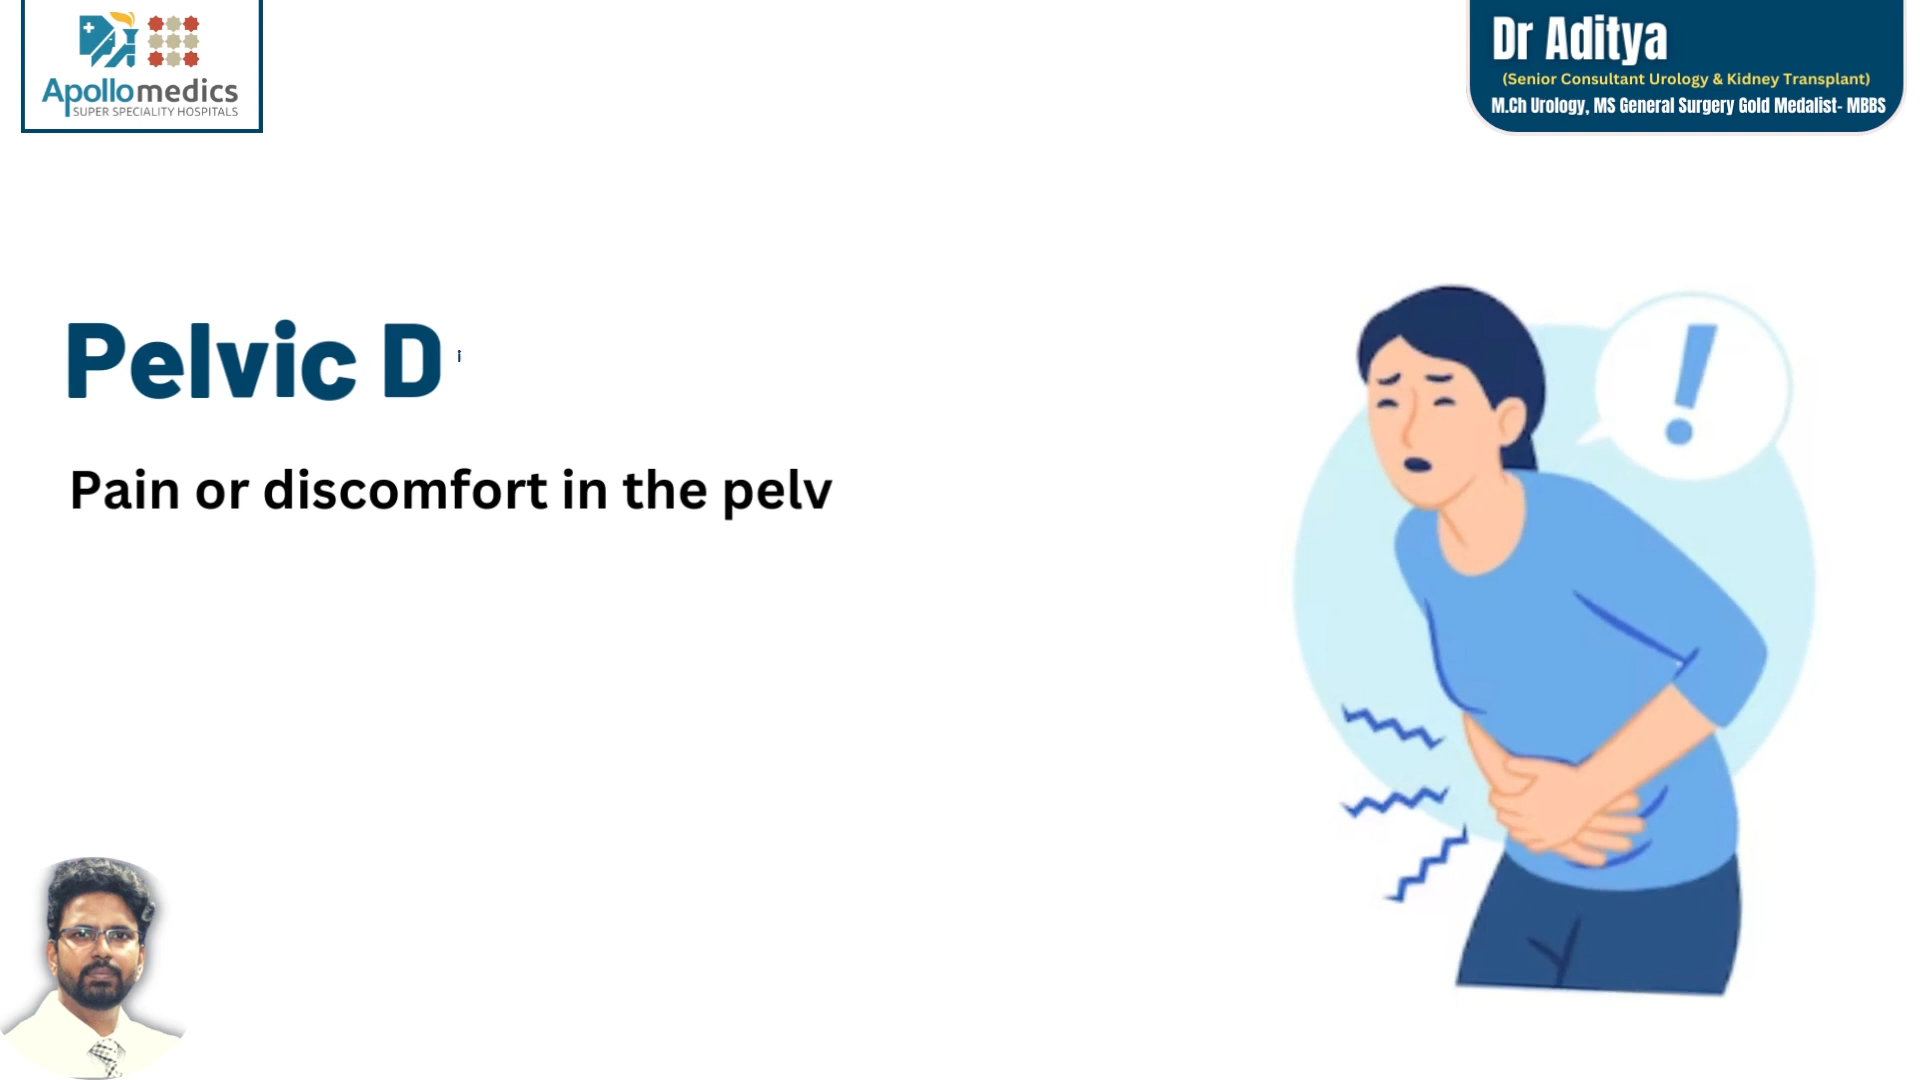 Apollomedics
SUPER SPECIALITY HOSPITALS
Dr Aditya
(Senior Consultant Urology & Kidney Transplant)
M.Ch Urology, MS General Surgery Gold Medalist- MBBS
Pelvic D i
Pain or discomfort in the pelv
!